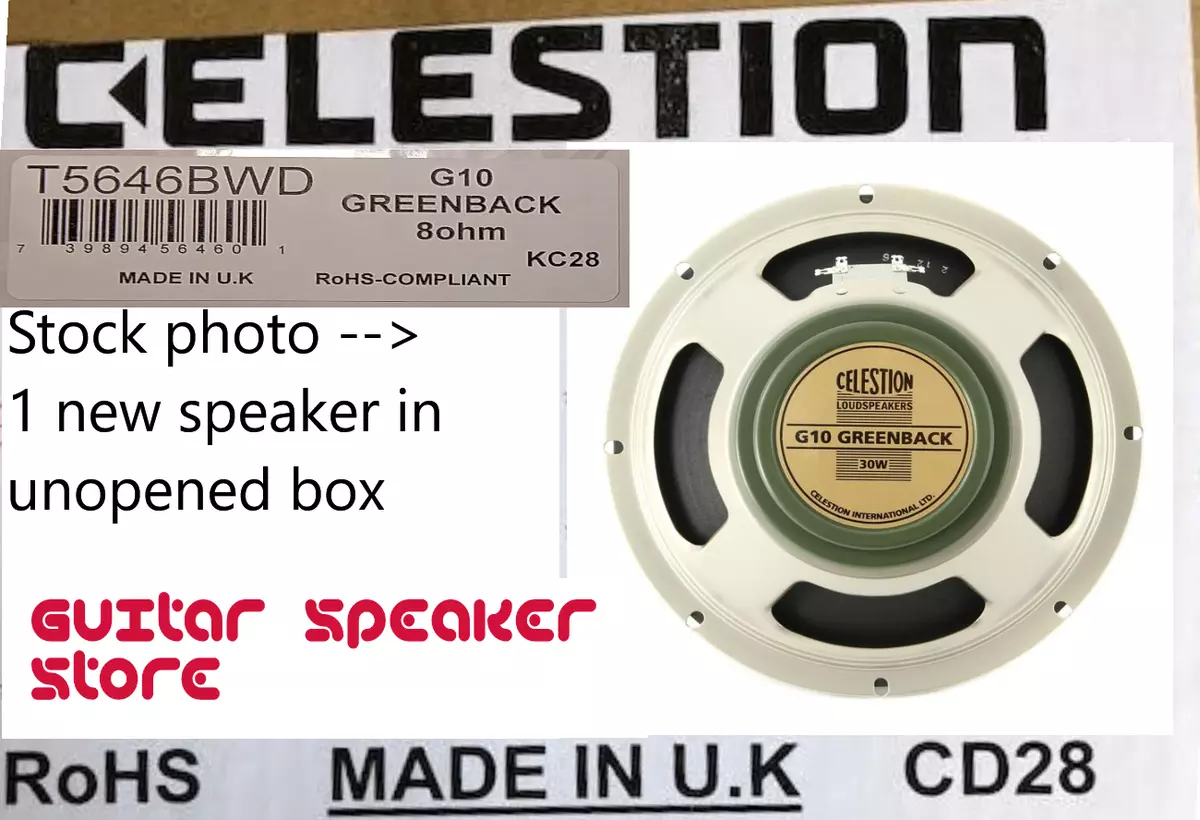 CELESTION
T5646BWD
G10
GREENBACK
8ohm
7 39894 56460 1
KC28
MADE IN U.K
RoHS-COMPLIANT
Stock photo -->
1 new speaker in
unopened box
GUITAR SPEAKER
STORE
CELESTION
LOUDSPEAKERS
G10 GREENBACK
30W
CELESTION INTERNATIONAL LTD.
RoHS
MADE IN U.K
CD28